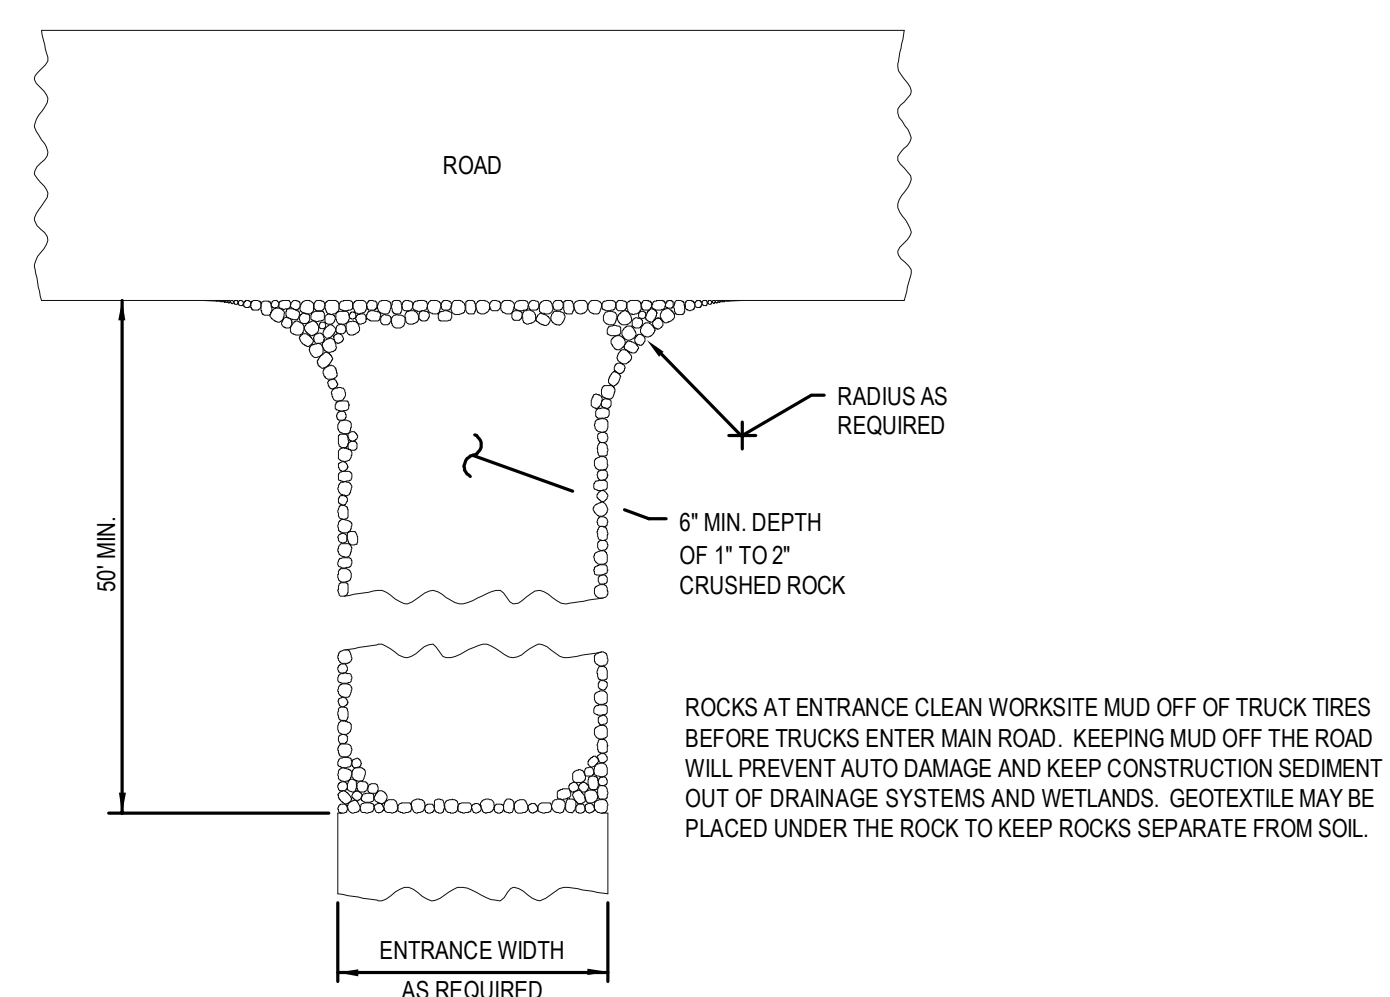 ROAD
RADIUS AS
REQUIRED
50' MIN.
6" MIN. DEPTH
OF 1" TO 2"
CRUSHED ROCK
ROCKS AT ENTRANCE CLEAN WORKSITE MUD OFF OF TRUCK TIRES
BEFORE TRUCKS ENTER MAIN ROAD. KEEPING MUD OFF THE ROAD
WILL PREVENT AUTO DAMAGE AND KEEP CONSTRUCTION SEDIMENT
OUT OF DRAINAGE SYSTEMS AND WETLANDS. GEOTEXTILE MAY BE
PLACED UNDER THE ROCK TO KEEP ROCKS SEPARATE FROM SOIL.
ENTRANCE WIDTH
AS REQUIRED